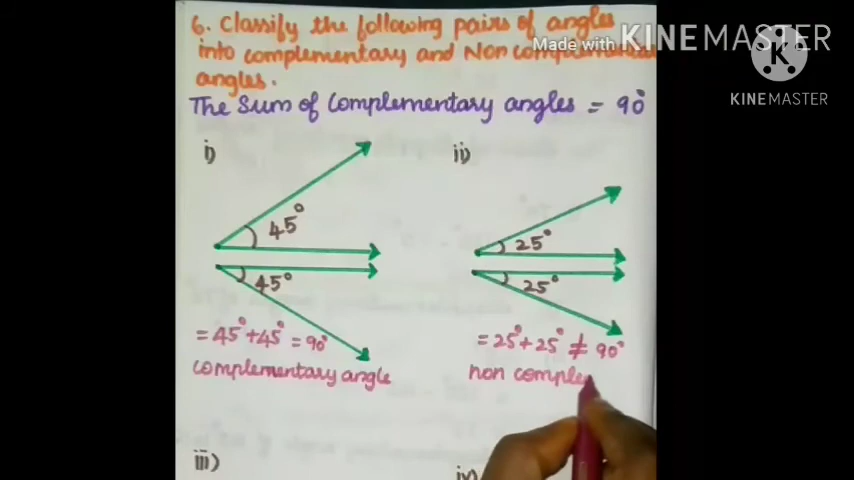 6. Classify the following pairs of angles
into complementary and Non
angles.
Made with KINEMASTER
K
KINEMASTER
The Sum of Complementary angles = 90°
i)
ii)
45°
25°
45°
25°
= 45° + 45° = 90°
complementary angle
= 25° + 25° ≠ 90°
non comple
iii)